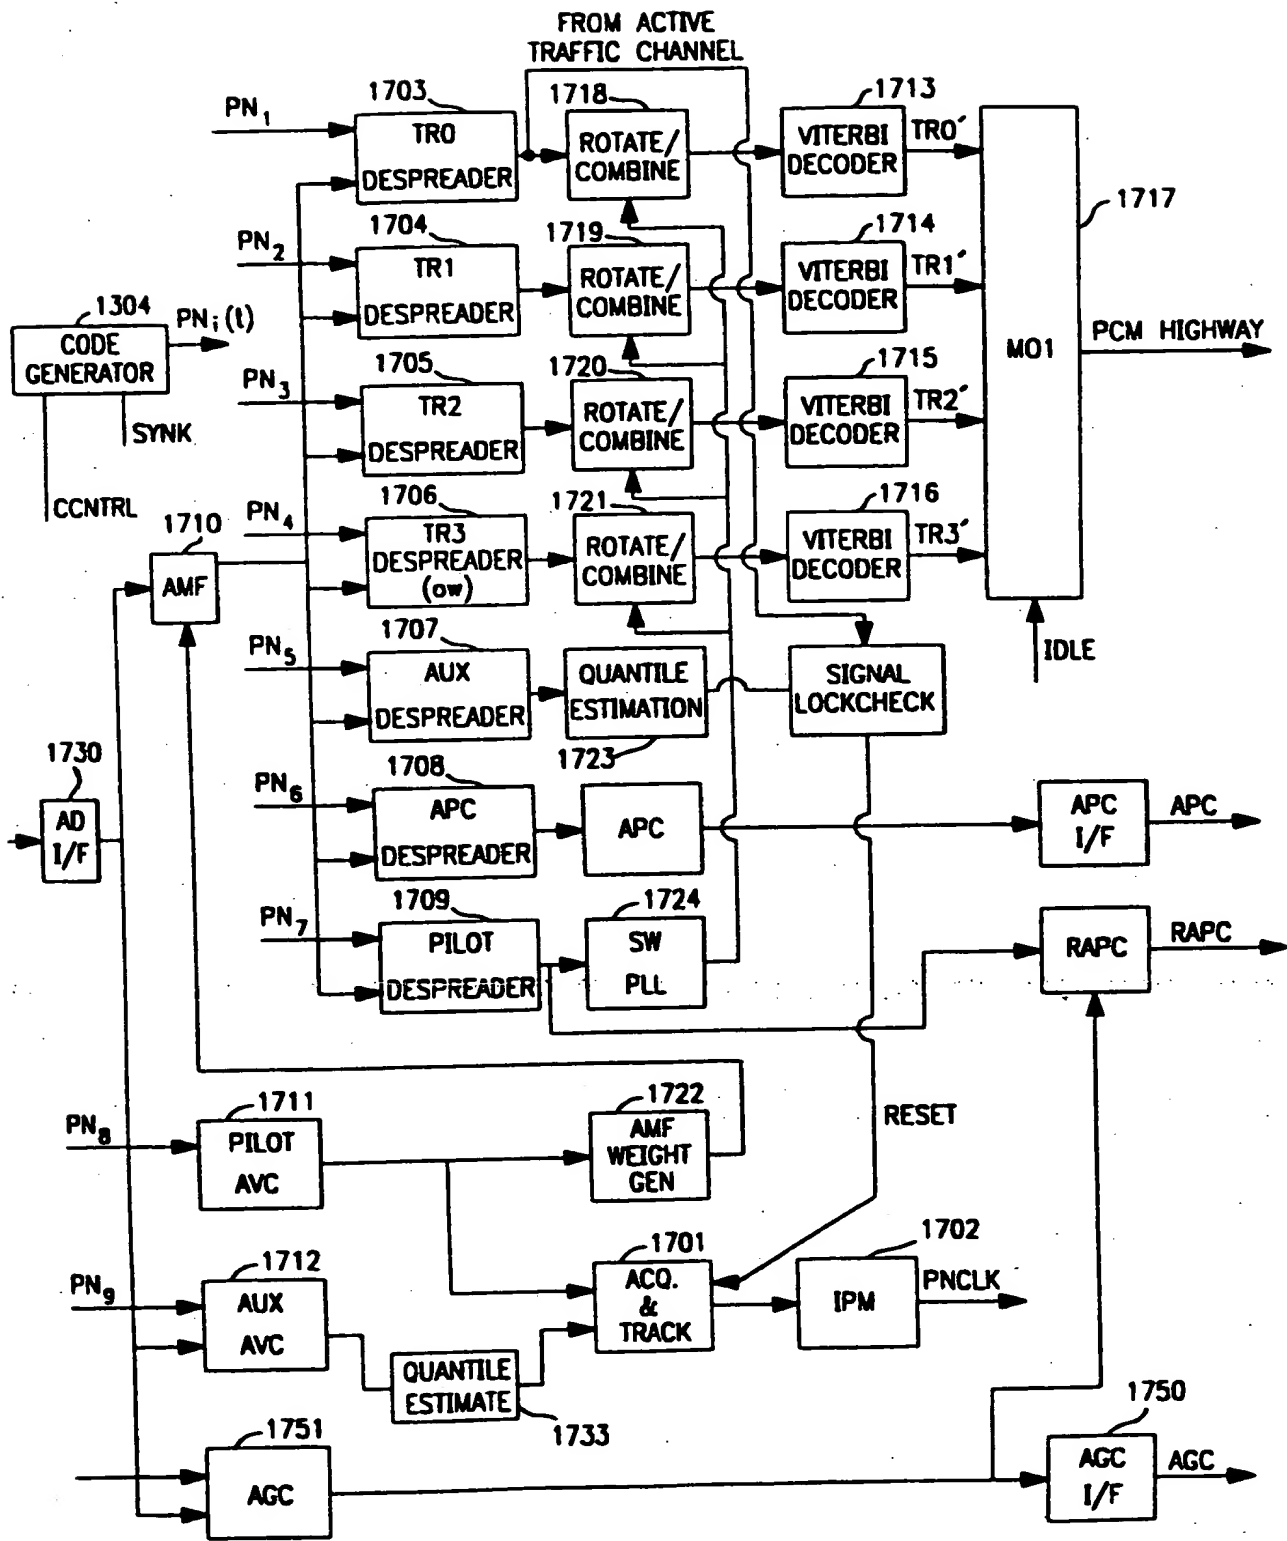 FROM ACTIVE
TRAFFIC CHANNEL
PN1
1703
TR0
DESPREADER
1718
ROTATE/
COMBINE
1713
VITERBI
DECODER
TR0'
1717
PN2
1704
TR1
DESPREADER
1719
ROTATE/
COMBINE
1714
VITERBI
DECODER
TR1'
1304
CODE
GENERATOR
PNi(t)
SYNK
CCNTRL
M01
PCM HIGHWAY
PN3
1705
TR2
DESPREADER
1720
ROTATE/
COMBINE
1715
VITERBI
DECODER
TR2'
PN4
1706
TR3
DESPREADER
(ow)
1721
ROTATE/
COMBINE
1716
VITERBI
DECODER
TR3'
1710
AMF
IDLE
PN5
1707
AUX
DESPREADER
QUANTILE
ESTIMATION
1723
SIGNAL
LOCKCHECK
1730
AD
I/F
PN6
1708
APC
DESPREADER
APC
APC
I/F
APC
PN7
1709
PILOT
DESPREADER
1724
SW
PLL
RAPC
RAPC
PN8
1711
PILOT
AVC
1722
AMF
WEIGHT
GEN
RESET
PN9
1712
AUX
AVC
1701
ACQ.
&
TRACK
1702
IPM
PNCLK
QUANTILE
ESTIMATE
1733
1751
AGC
1750
AGC
I/F
AGC